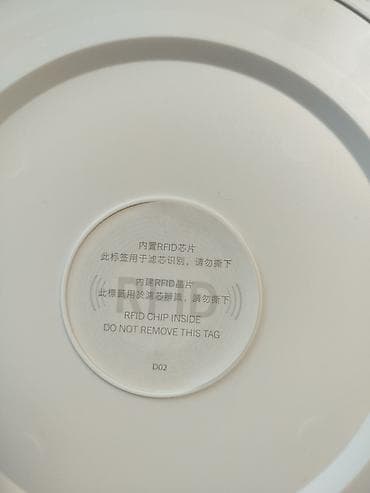 内置RFID芯片
此标签用于滤芯识别，请勿撕下
内建RFID晶片
此標籤用於濾芯辨識，請勿撕下
RFID
RFID CHIP INSIDE
DO NOT REMOVE THIS TAG
D02